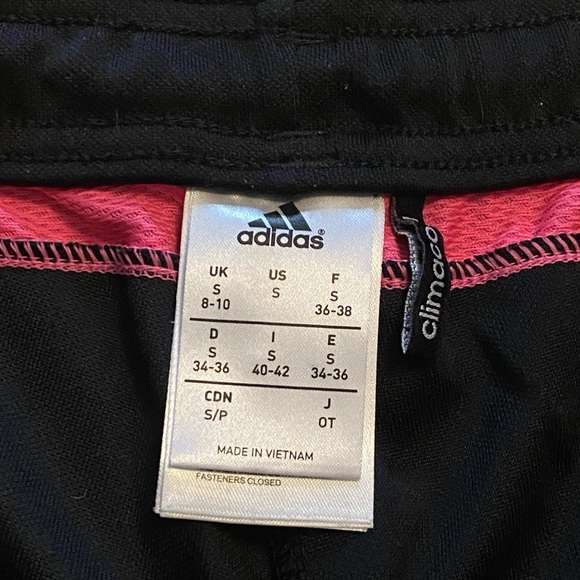 adidas®
UK US F
S S S
8-10 36-38
D I E
S S S
34-36 40-42 34-36
CDN J
S/P OT
MADE IN VIETNAM
FASTENERS CLOSED
climaco